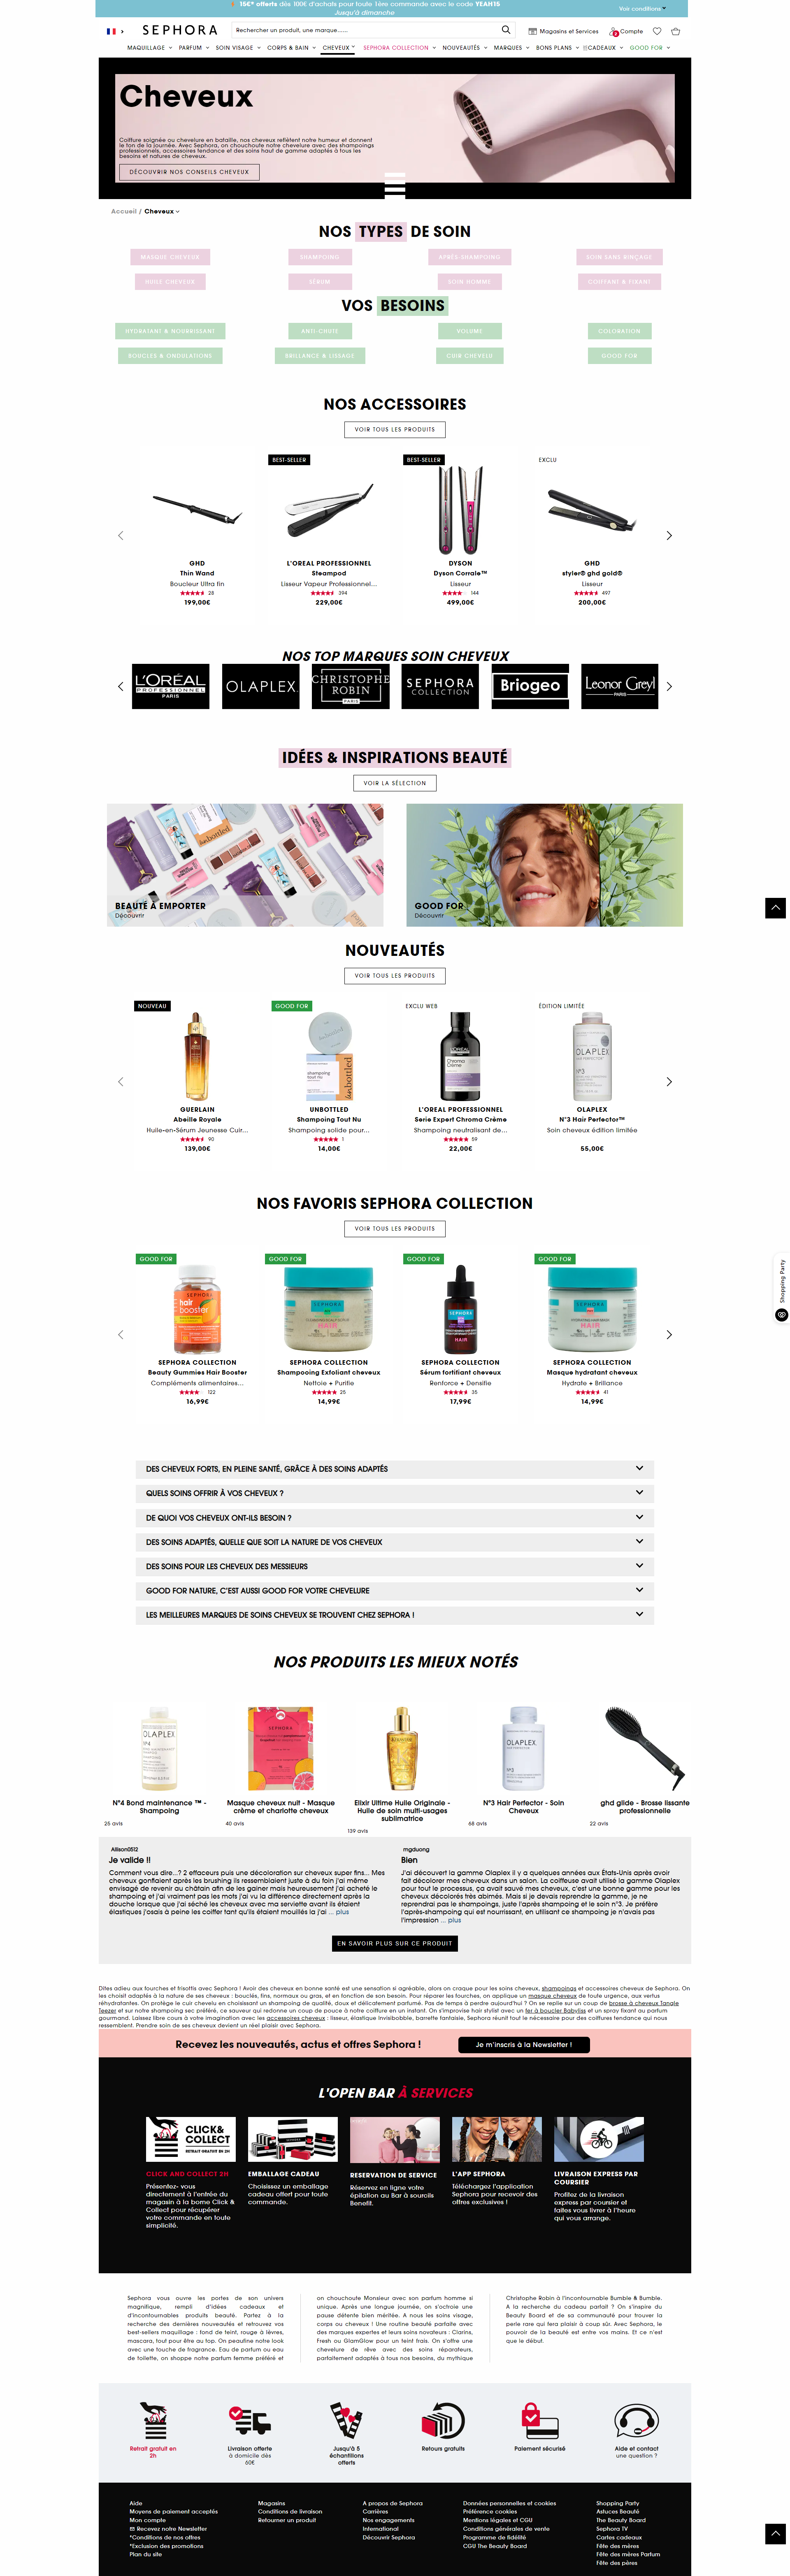 15€* offerts dès 100€ d'achats pour toute 1ère commande avec le code YEAH15
Jusqu'à dimanche
Voir conditions
SEPHORA
Rechercher un produit, une marque......
Magasins et Services
Compte
MAQUILLAGE PARFUM SOIN VISAGE CORPS & BAIN CHEVEUX SEPHORA COLLECTION NOUVEAUTÉS MARQUES BONS PLANS CADEAUX GOOD FOR
Cheveux
Coiffure soignée ou chevelure en bataille, nos cheveux reflètent notre humeur et donnent
le ton de la journée. Avec Sephora, on chouchoute notre chevelure avec des shampoings
professionnels, accessoires tendance et des soins haut de gamme adaptés à tous les
besoins et natures de cheveux.
DÉCOUVRIR NOS CONSEILS CHEVEUX
Accueil / Cheveux
NOS TYPES DE SOIN
MASQUE CHEVEUX SHAMPOING APRÈS-SHAMPOING SOIN SANS RINÇAGE
HUILE CHEVEUX SÉRUM SOIN HOMME COIFFANT & FIXANT
VOS BESOINS
HYDRATANT & NOURRISSANT ANTI-CHUTE VOLUME COLORATION
BOUCLES & ONDULATIONS BRILLANCE & LISSAGE CUIR CHEVELU GOOD FOR
NOS ACCESSOIRES
VOIR TOUS LES PRODUITS
BEST-SELLER BEST-SELLER EXCLU
GHD L'OREAL PROFESSIONNEL DYSON GHD
Thin Wand Steampod Dyson Corrale™ styler® ghd gold®
Boucleur Ultra fin Lisseur Vapeur Professionnel... Lisseur Lisseur
28 394 144 497
199,00€ 229,00€ 499,00€ 200,00€
NOS TOP MARQUES SOIN CHEVEUX
L'ORÉAL PROFESSIONNEL PARIS
OLAPLEX.
CHRISTOPHE ROBIN PARIS
SEPHORA COLLECTION
Briogeo
Leonor Greyl PARIS
IDÉES & INSPIRATIONS BEAUTÉ
VOIR LA SÉLECTION
BEAUTÉ À EMPORTER
Découvrir
GOOD FOR
Découvrir
NOUVEAUTÉS
VOIR TOUS LES PRODUITS
NOUVEAU GOOD FOR EXCLU WEB ÉDITION LIMITÉE
GUERLAIN UNBOTTLED L'OREAL PROFESSIONNEL OLAPLEX
Abeille Royale Shampoing Tout Nu Serie Expert Chroma Crème N°3 Hair Perfector™
Huile-en-Sérum Jeunesse Cuir... Shampoing solide pour... Shampoing neutralisant de... Soin cheveux édition limitée
90 1 59
139,00€ 14,00€ 22,00€ 55,00€
Shopping Party
NOS FAVORIS SEPHORA COLLECTION
VOIR TOUS LES PRODUITS
GOOD FOR GOOD FOR GOOD FOR GOOD FOR
SEPHORA COLLECTION SEPHORA COLLECTION SEPHORA COLLECTION SEPHORA COLLECTION
Beauty Gummies Hair Booster Shampooing Exfoliant cheveux Sérum fortifiant cheveux Masque hydratant cheveux
Compléments alimentaires... Nettoie + Purifie Renforce + Densifie Hydrate + Brillance
122 25 35 41
16,99€ 14,99€ 17,99€ 14,99€
DES CHEVEUX FORTS, EN PLEINE SANTÉ, GRÂCE À DES SOINS ADAPTÉS
QUELS SOINS OFFRIR À VOS CHEVEUX ?
DE QUOI VOS CHEVEUX ONT-ILS BESOIN ?
DES SOINS ADAPTÉS, QUELLE QUE SOIT LA NATURE DE VOS CHEVEUX
DES SOINS POUR LES CHEVEUX DES MESSIEURS
GOOD FOR NATURE, C'EST AUSSI GOOD FOR VOTRE CHEVELURE
LES MEILLEURES MARQUES DE SOINS CHEVEUX SE TROUVENT CHEZ SEPHORA !
NOS PRODUITS LES MIEUX NOTÉS
N°4 Bond maintenance ™ - Shampoing
25 avis
Masque cheveux nuit - Masque crème et charlotte cheveux
40 avis
Elixir Ultime Huile Originale - Huile de soin multi-usages sublimatrice
139 avis
N°3 Hair Perfector - Soin Cheveux
68 avis
ghd glide - Brosse lissante professionnelle
22 avis
Allison0512
Je valide !!
Comment vous dire...? 2 effaceurs puis une décoloration sur cheveux super fins... Mes
cheveux gonflaient après les brushing ils ressemblaient juste à du foin j'ai même
envisagé de revenir au châtain afin de les gainer mais heureusement j'ai acheté le
shampoing et j'ai vraiment pas les mots j'ai vu la différence directement après la
douche lorsque que j'ai séché les cheveux avec ma serviette avant ils étaient
élastiques j'osais à peine les coiffer tant qu'ils étaient mouillés la j'ai ... plus
mgduong
Bien
J'ai découvert la gamme Olaplex il y a quelques années aux États-Unis après avoir
fait décolorer mes cheveux dans un salon. La coiffeuse avait utilisé la gamme Olaplex
pour tout le processus, ça avait sauvé mes cheveux, c'est une bonne gamme pour les
cheveux décolorés très abimés. Mais si je devais reprendre la gamme, je ne
reprendrai pas le shampoings, juste l'après shampoing et le soin n°3. Je préfère
l'après-shampoing qui est nourrissant, en utilisant ce shampoing je n'avais pas
l'impression ... plus
EN SAVOIR PLUS SUR CE PRODUIT
Dites adieu aux fourches et frisottis avec Sephora ! Avoir des cheveux en bonne santé est une sensation si agréable, alors on craque pour les soins cheveux, shampoings et accessoires cheveux de Sephora. On
les choisit adaptés à la nature de ses cheveux : bouclés, fins, normaux ou gras, et en fonction de son besoin. Pour réparer les fourches, on applique un masque cheveux de toute urgence, aux vertus
réhydratantes. On protège le cuir chevelu en choisissant un shampoing de qualité, doux et délicatement parfumé. Pas de temps à perdre aujourd'hui ? On se replie sur un coup de brosse à cheveux Tangle
Teezer et sur notre shampoing sec préféré, ce sauveur qui redonne un coup de pouce à notre coiffure en un instant. On s'improvise hair stylist avec un fer à boucler Babyliss et un spray fixant au parfum
gourmand. Laissez libre cours à votre imagination avec les accessoires cheveux : lisseur, élastique Invisibobble, barrette fantaisie, Sephora réunit tout le nécessaire pour des coiffures tendance qui nous
ressemblent. Prendre soin de ses cheveux devient un réel plaisir avec Sephora.
Recevez les nouveautés, actus et offres Sephora !
Je m'inscris à la Newsletter !
L'OPEN BAR À SERVICES
CLICK& COLLECT
RETRAIT GRATUIT EN 2H
CLICK AND COLLECT 2H
Présentez- vous
directement à l'entrée du
magasin à la borne Click &
Collect pour récupérer
votre commande en toute
simplicité.
EMBALLAGE CADEAU
Choisissez un emballage
cadeau offert pour toute
commande.
RESERVATION DE SERVICE
Réservez en ligne votre
épilation au Bar à sourcils
Benefit.
L'APP SEPHORA
Téléchargez l'application
Sephora pour recevoir des
offres exclusives !
LIVRAISON EXPRESS PAR
COURSIER
Profitez de la livraison
express par coursier et
faites vous livrer à l'heure
qui vous arrange.
Sephora vous ouvre les portes de son univers
magnifique, rempli d'idées cadeaux et
d'incontournables produits beauté. Partez à la
recherche des dernières nouveautés et retrouvez vos
best-sellers maquillage : fond de teint, rouge à lèvres,
mascara, tout pour être au top. On peaufine notre look
avec une touche de fragrance. Eau de parfum ou eau
de toilette, on shoppe notre parfum femme préféré et
on chouchoute Monsieur avec son parfum homme si
unique. Après une longue journée, on s'octroie une
pause détente bien méritée. A nous les soins visage,
corps ou cheveux ! Une routine beauté parfaite avec
des marques expertes et leurs soins novateurs : Clarins,
Fresh ou GlamGlow pour un teint frais. On s'offre une
chevelure de rêve avec des soins réparateurs,
parfaitement adaptés à tous nos besoins, du mythique
Christophe Robin à l'incontournable Bumble & Bumble.
A la recherche du cadeau parfait ? On s'inspire du
Beauty Board et de sa communauté pour trouver la
perle rare qui fera plaisir à coup sûr. Avec Sephora, le
pouvoir de la beauté est entre vos mains. Et ce n'est
que le début.
Retrait gratuit en
2h
Livraison offerte
à domicile dès
60€
Jusqu'à 5
échantillons
offerts
Retours gratuits
Paiement sécurisé
Aide et contact
une question ?
Aide
Moyens de paiement acceptés
Mon compte
Recevez notre Newsletter
*Conditions de nos offres
*Exclusion des promotions
Plan du site
Magasins
Conditions de livraison
Retourner un produit
A propos de Sephora
Carrières
Nos engagements
International
Découvrir Sephora
Données personnelles et cookies
Préférence cookies
Mentions légales et CGU
Conditions générales de vente
Programme de fidélité
CGU The Beauty Board
Shopping Party
Astuces Beauté
The Beauty Board
Sephora TV
Cartes cadeaux
Fête des mères
Fête des mères Parfum
Fête des pères